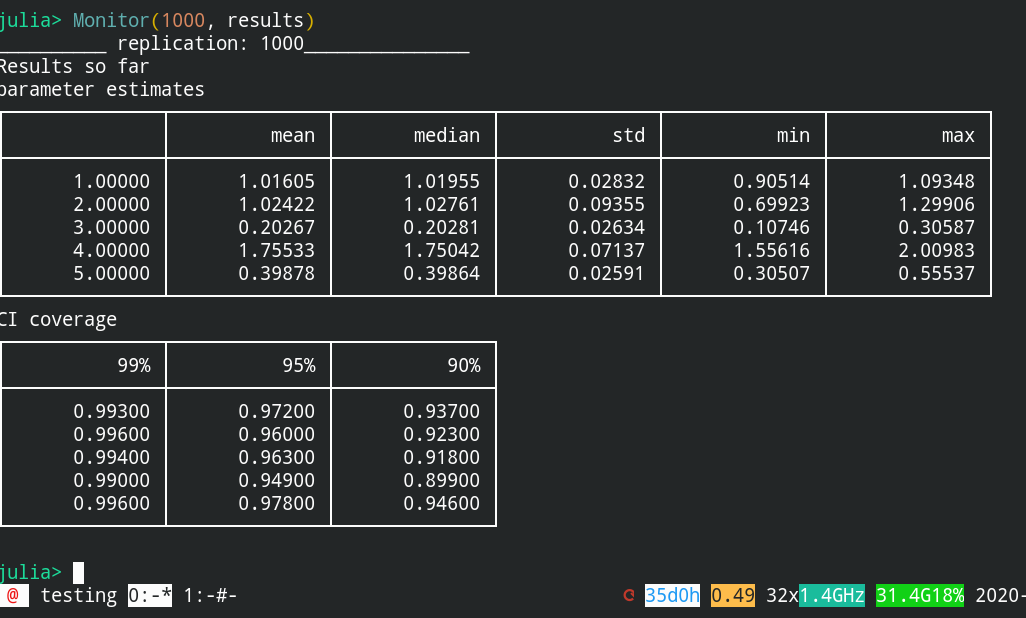 julia> Monitor(1000, results)
__________ replication: 1000_______________
Results so far
parameter estimates
mean median std min max
1.00000 1.01605 1.01955 0.02832 0.90514 1.09348
2.00000 1.02422 1.02761 0.09355 0.69923 1.29906
3.00000 0.20267 0.20281 0.02634 0.10746 0.30587
4.00000 1.75533 1.75042 0.07137 1.55616 2.00983
5.00000 0.39878 0.39864 0.02591 0.30507 0.55537
CI coverage
99% 95% 90%
0.99300 0.97200 0.93700
0.99600 0.96000 0.92300
0.99400 0.96300 0.91800
0.99000 0.94900 0.89900
0.99600 0.97800 0.94600
julia>
@ testing 0:-* 1:-#- 35d0h 0.49 32x1.4GHz 31.4G18% 2020-